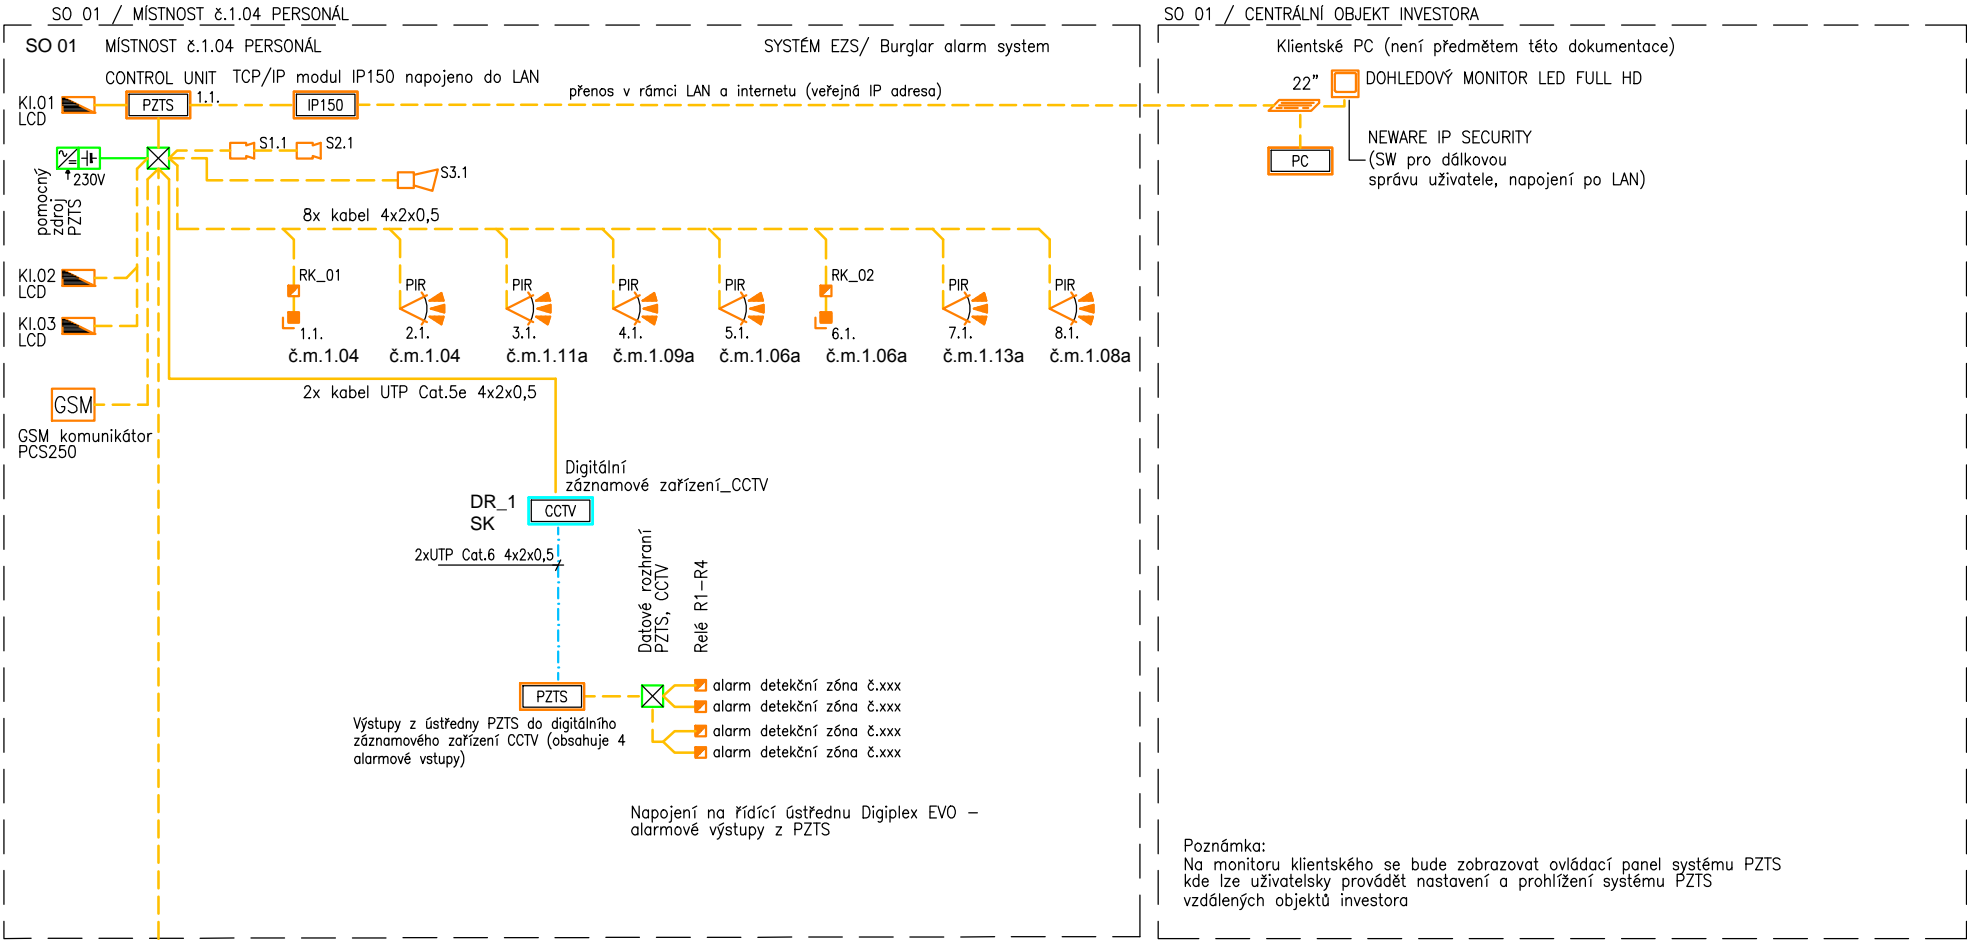 SO 01 / MÍSTNOST č.1.04 PERSONÁL
SO 01 / CENTRÁLNÍ OBJEKT INVESTORA
SO 01
MÍSTNOST č.1.04 PERSONÁL
SYSTÉM EZS/ Burglar alarm system
Klientské PC (není předmětem této dokumentace)
CONTROL UNIT
TCP/IP modul IP150 napojeno do LAN
22"
DOHLEDOVÝ MONITOR LED FULL HD
KI.01
LCD
PZTS
1.1.
IP150
přenos v rámci LAN a internetu (veřejná IP adresa)
NEWARE IP SECURITY
(SW pro dálkovou
správu uživatele, napojení po LAN)
PC
S1.1
S2.1
S3.1
230V
pomocný
zdroj
PZTS
8x kabel 4x2x0,5
KI.02
LCD
KI.03
LCD
RK_01
PIR
PIR
PIR
PIR
RK_02
PIR
PIR
1.1.
2.1.
3.1.
4.1.
5.1.
6.1.
7.1.
8.1.
č.m.1.04
č.m.1.04
č.m.1.11a
č.m.1.09a
č.m.1.06a
č.m.1.06a
č.m.1.13a
č.m.1.08a
2x kabel UTP Cat.5e 4x2x0,5
GSM
GSM komunikátor
PCS250
Digitální
záznamové zařízení_CCTV
DR_1
SK
CCTV
2xUTP Cat.6 4x2x0,5
Datové rozhraní
PZTS, CCTV
Relé R1-R4
PZTS
alarm detekční zóna č.xxx
alarm detekční zóna č.xxx
alarm detekční zóna č.xxx
alarm detekční zóna č.xxx
Výstupy z ústředny PZTS do digitálního
záznamového zařízení CCTV (obsahuje 4
alarmové vstupy)
Napojení na řídící ústřednu Digiplex EVO –
alarmové výstupy z PZTS
Poznámka:
Na monitoru klientského se bude zobrazovat ovládací panel systému PZTS
kde lze uživatelsky provádět nastavení a prohlížení systému PZTS
vzdálených objektů investora